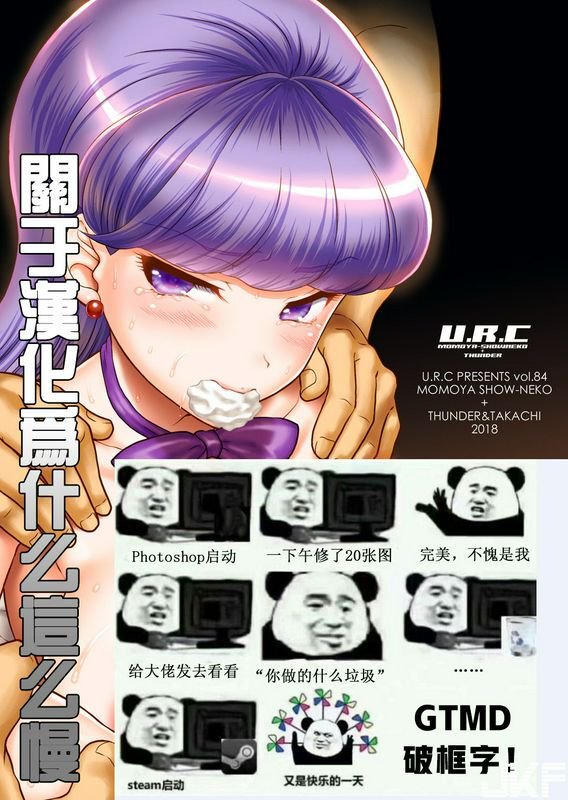 關于漢化爲什么這么慢
U.R.C
MOMOYA-SHOWNEKO
+
THUNDER
U.R.C PRESENTS vol.84
MOMOYA SHOW-NEKO
+
THUNDER&TAKACHI
2018
Photoshop启动
一下午修了20张图
完美，不愧是我
给大佬发去看看
“你做的什么垃圾”
……
steam启动
又是快乐的一天
GTMD
破框字！
UKF